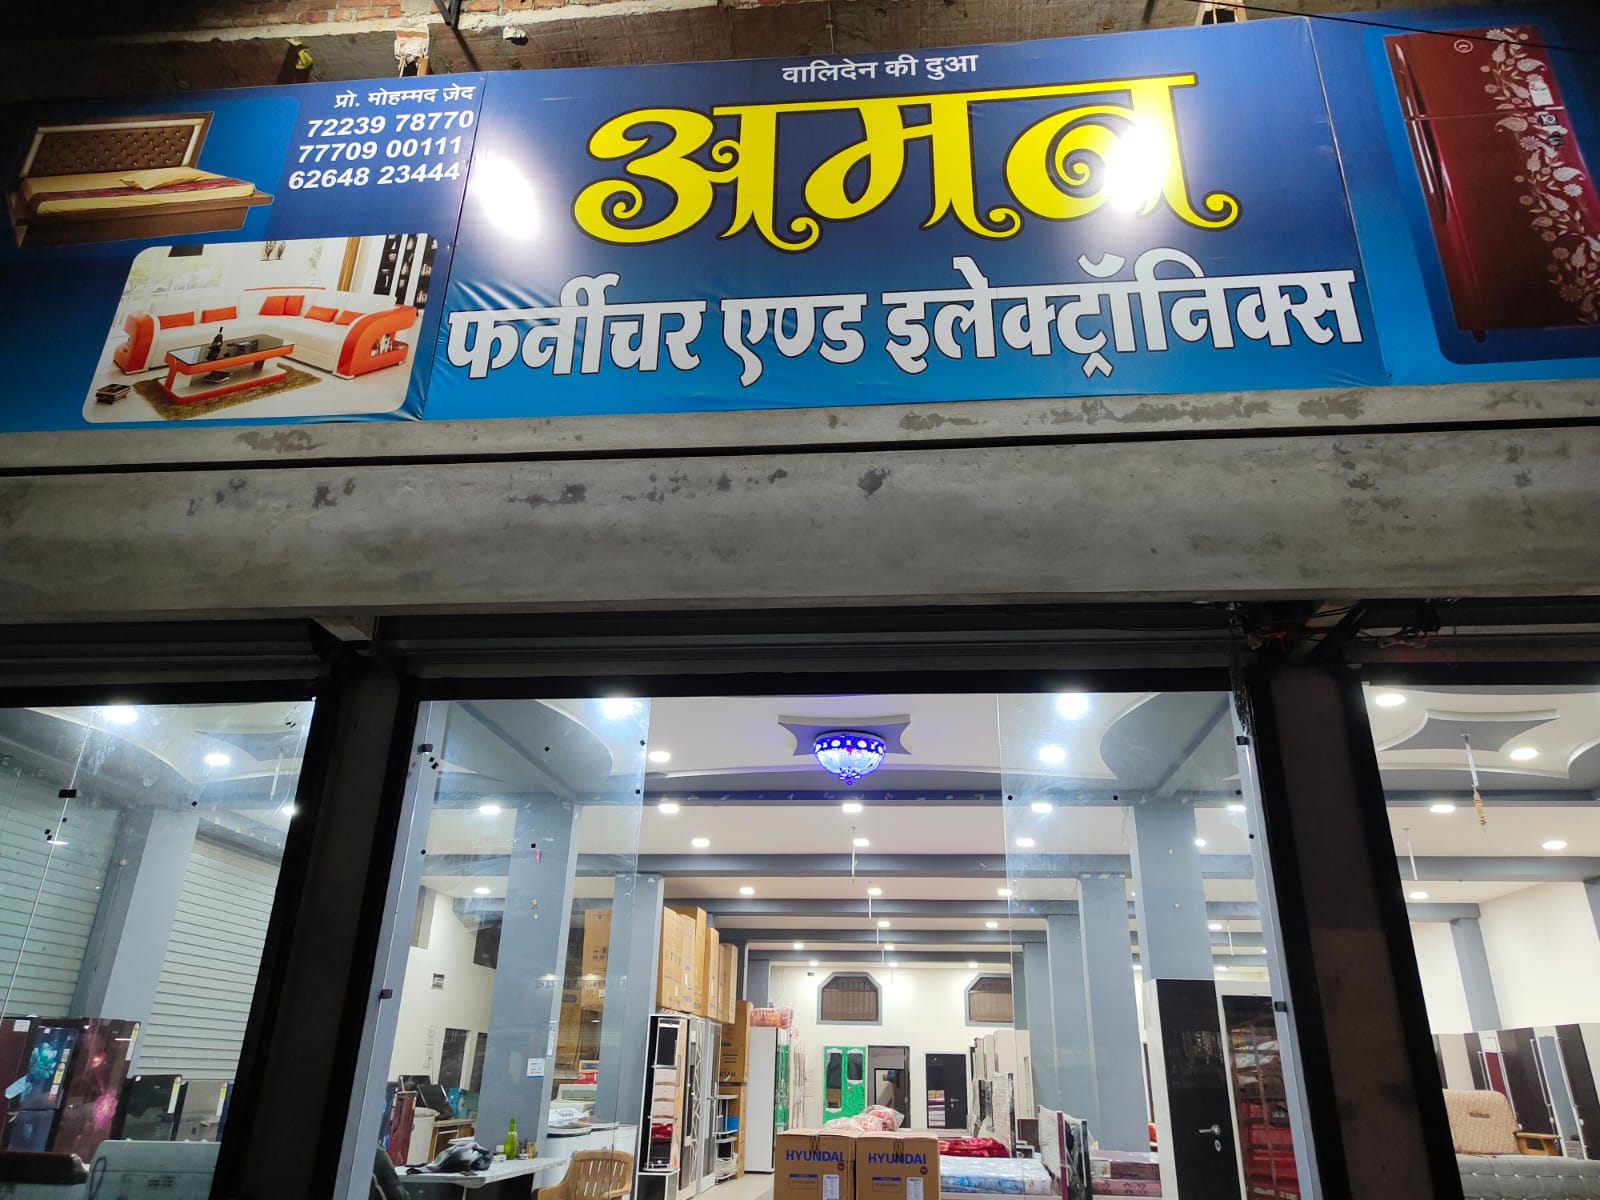 वालिदेन की दुआ
प्रो. मोहम्मद ज़ेद
72239 78770
77709 00111
62648 23444
अमन
फर्नीचर एण्ड इलेक्ट्रॉनिक्स
HYUNDAI
HYUNDAI